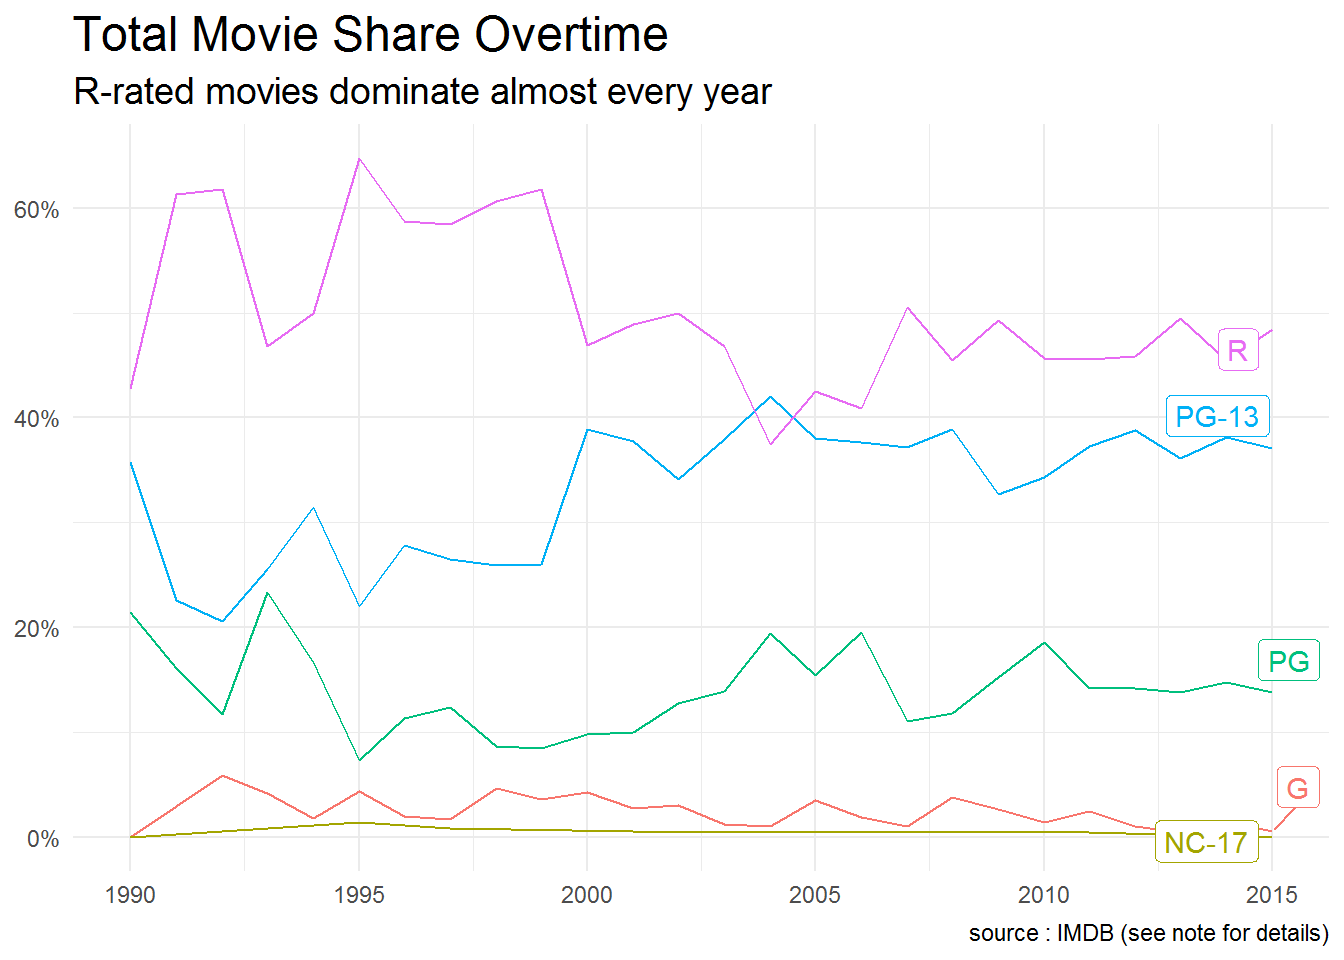 Total Movie Share Overtime
R-rated movies dominate almost every year
60%
40%
20%
0%
R
PG-13
PG
G
NC-17
1990 1995 2000 2005 2010 2015
source : IMDB (see note for details)